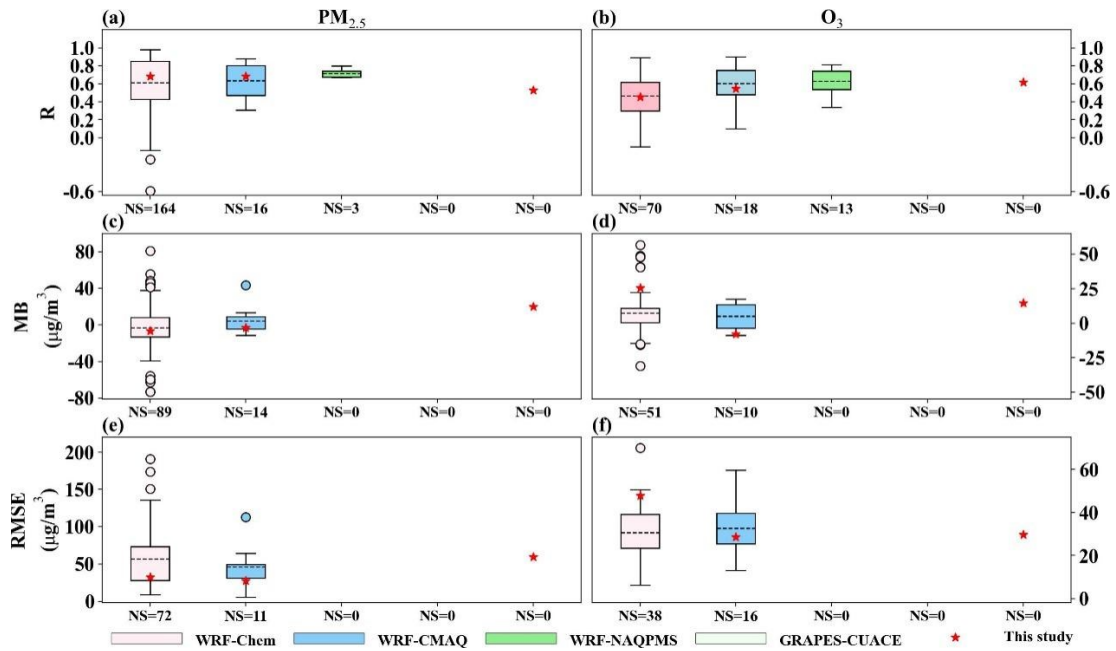 (a) PM2.5 (b) O3
1.0 1.0
0.8 0.8
0.6 0.6
R 0.4 0.4
0.2 0.2
0.0 0.0
-0.6 -0.6
NS=164 NS=16 NS=3 NS=0 NS=0 NS=70 NS=18 NS=13 NS=0 NS=0
(c) (d)
80 50
40 25
MB (μg/m3) 0 0
-40 -25
-80 -50
NS=89 NS=14 NS=0 NS=0 NS=0 NS=51 NS=10 NS=0 NS=0 NS=0
(e) (f)
200 60
150
RMSE (μg/m3) 100 40
50 20
0 0
NS=72 NS=11 NS=0 NS=0 NS=0 NS=38 NS=16 NS=0 NS=0 NS=0
WRF-Chem WRF-CMAQ WRF-NAQPMS GRAPES-CUACE This study